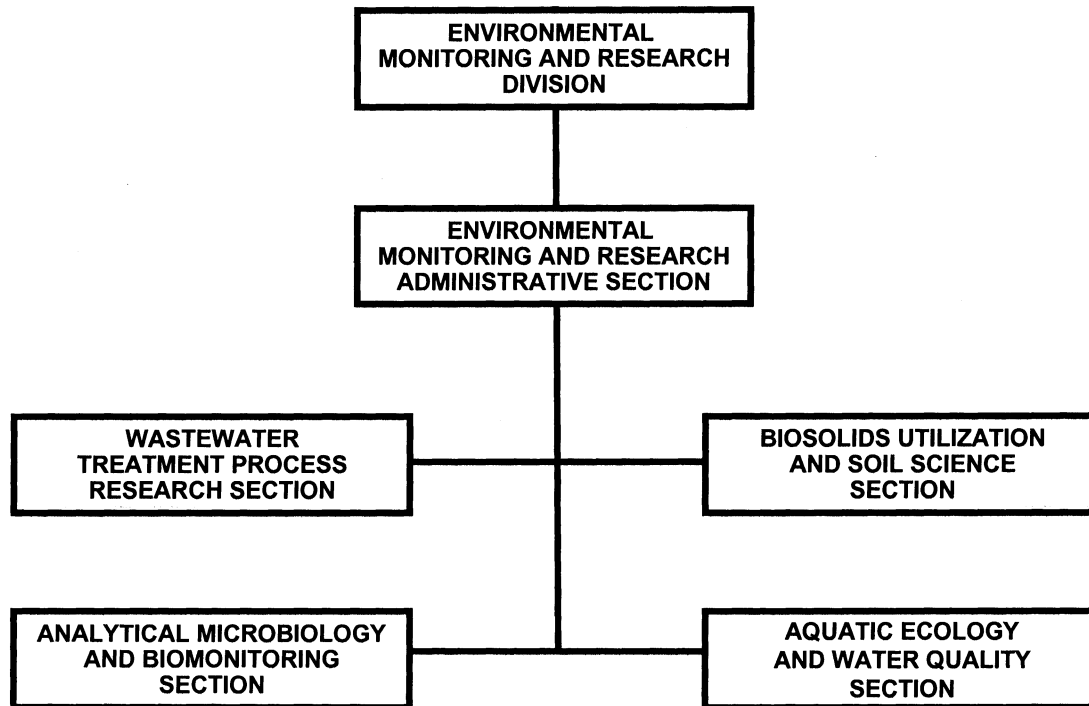 ENVIRONMENTAL
MONITORING AND RESEARCH
DIVISION
ENVIRONMENTAL
MONITORING AND RESEARCH
ADMINISTRATIVE SECTION
WASTEWATER
TREATMENT PROCESS
RESEARCH SECTION
BIOSOLIDS UTILIZATION
AND SOIL SCIENCE
SECTION
ANALYTICAL MICROBIOLOGY
AND BIOMONITORING
SECTION
AQUATIC ECOLOGY
AND WATER QUALITY
SECTION